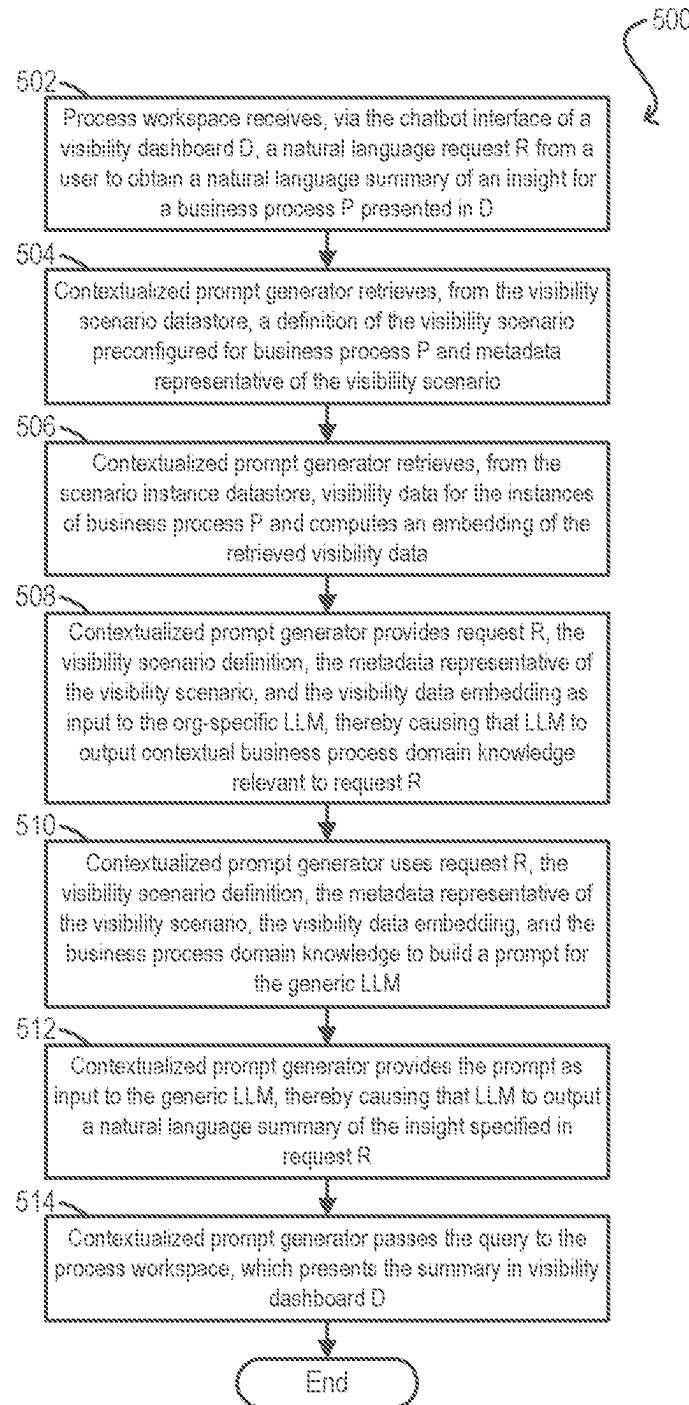 500
502
Process workspace receives, via the chatbot interface of a
visibility dashboard D, a natural language request R from a
user to obtain a natural language summary of an insight for
a business process P presented in D
504
Contextualized prompt generator retrieves, from the visibility
scenario datastore, a definition of the visibility scenario
preconfigured for business process P and metadata
representative of the visibility scenario
506
Contextualized prompt generator retrieves, from the
scenario instance datastore, visibility data for the instances
of business process P and computes an embedding of the
retrieved visibility data
508
Contextualized prompt generator provides request R, the
visibility scenario definition, the metadata representative of
the visibility scenario, and the visibility data embedding as
input to the org-specific LLM, thereby causing that LLM to
output contextual business process domain knowledge
relevant to request R
510
Contextualized prompt generator uses request R, the
visibility scenario definition, the metadata representative of
the visibility scenario, the visibility data embedding, and the
business process domain knowledge to build a prompt for
the generic LLM
512
Contextualized prompt generator provides the prompt as
input to the generic LLM, thereby causing that LLM to output
a natural language summary of the insight specified in
request R
514
Contextualized prompt generator passes the query to the
process workspace, which presents the summary in visibility
dashboard D
End